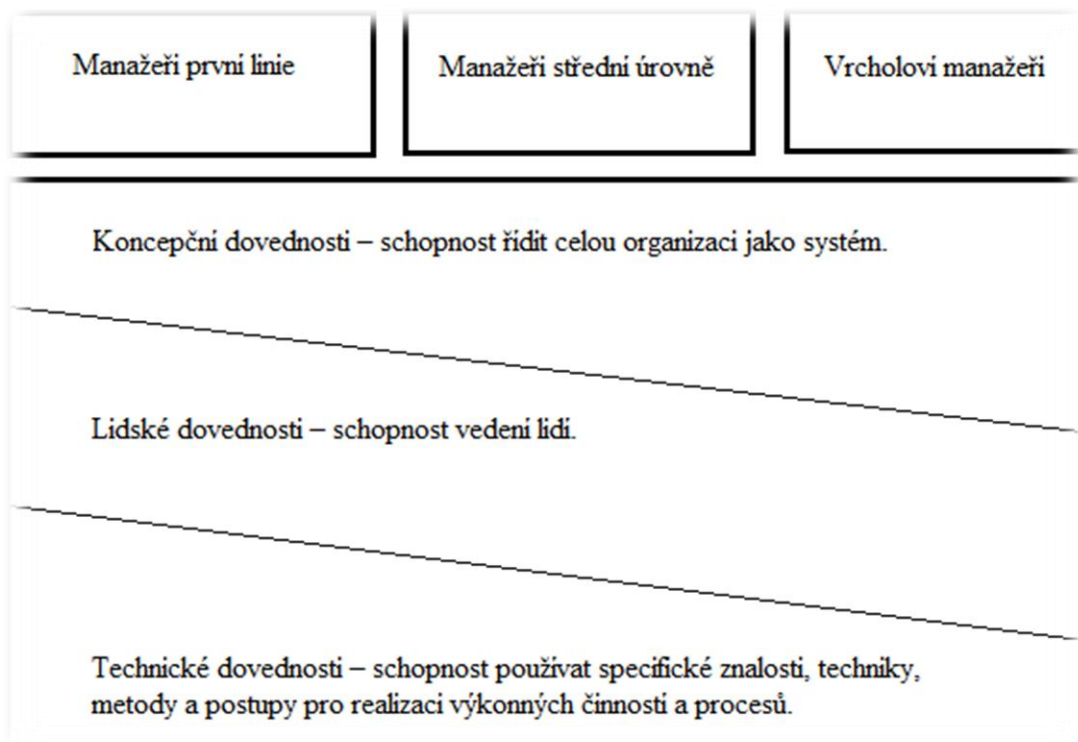 Manažeři první linie
Manažeři střední úrovně
Vrcholoví manažeři
Koncepční dovednosti – schopnost řídit celou organizaci jako systém.
Lidské dovednosti – schopnost vedení lidí.
Technické dovednosti – schopnost používat specifické znalosti, techniky,
metody a postupy pro realizaci výkonných činností a procesů.